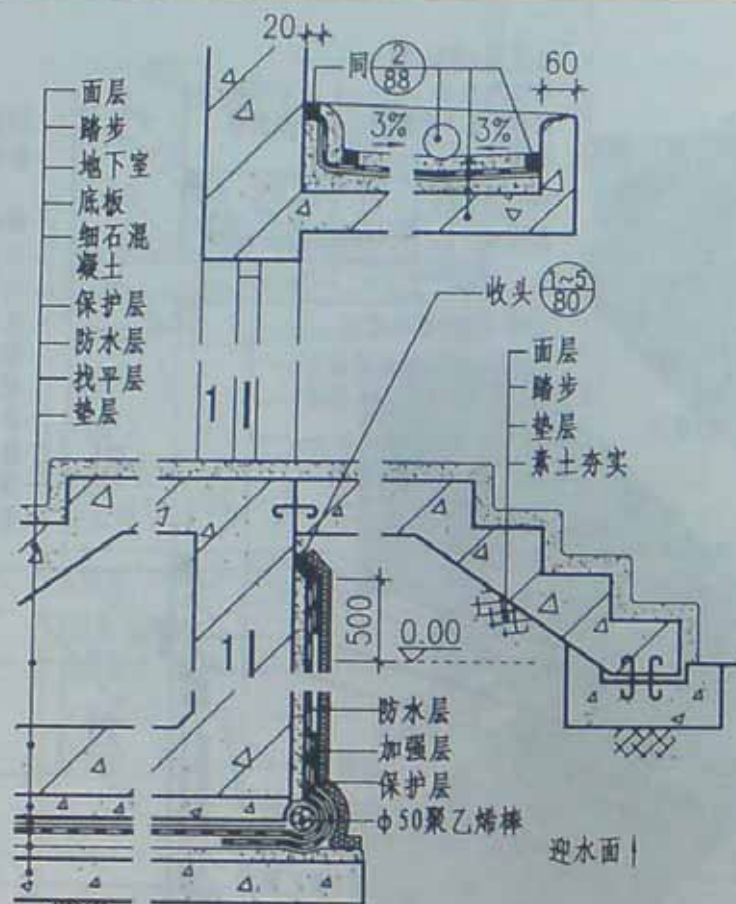 20
同 2/88
60
3%
3%
面层
踏步
地下室
底板
细石混
凝土
保护层
防水层
找平层
垫层
收头 1~5/80
面层
踏步
垫层
素土夯实
1
1
500
0.00
防水层
加强层
保护层
ф50聚乙烯棒
迎水面